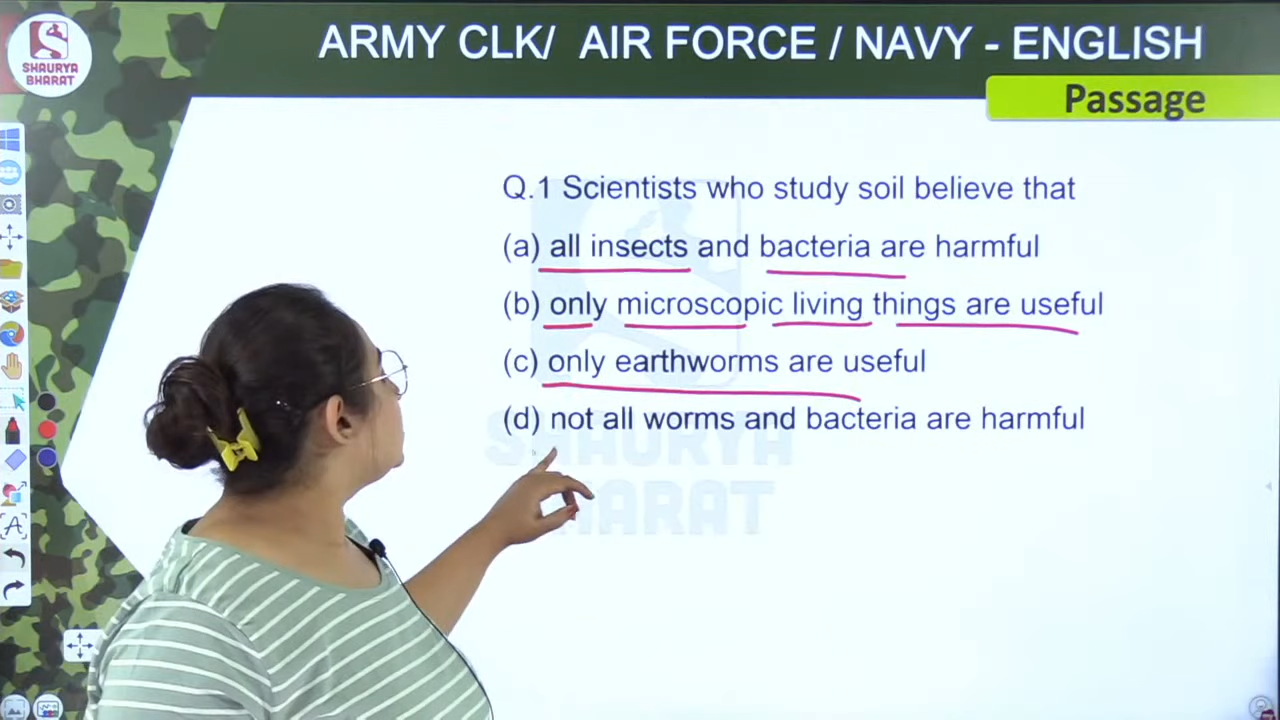 SHAURYA
BHARAT
ARMY CLK/ AIR FORCE / NAVY - ENGLISH
Passage
Q.1 Scientists who study soil believe that
(a) all insects and bacteria are harmful
(b) only microscopic living things are useful
(c) only earthworms are useful
(d) not all worms and bacteria are harmful
SHAURYA
BHARAT
A